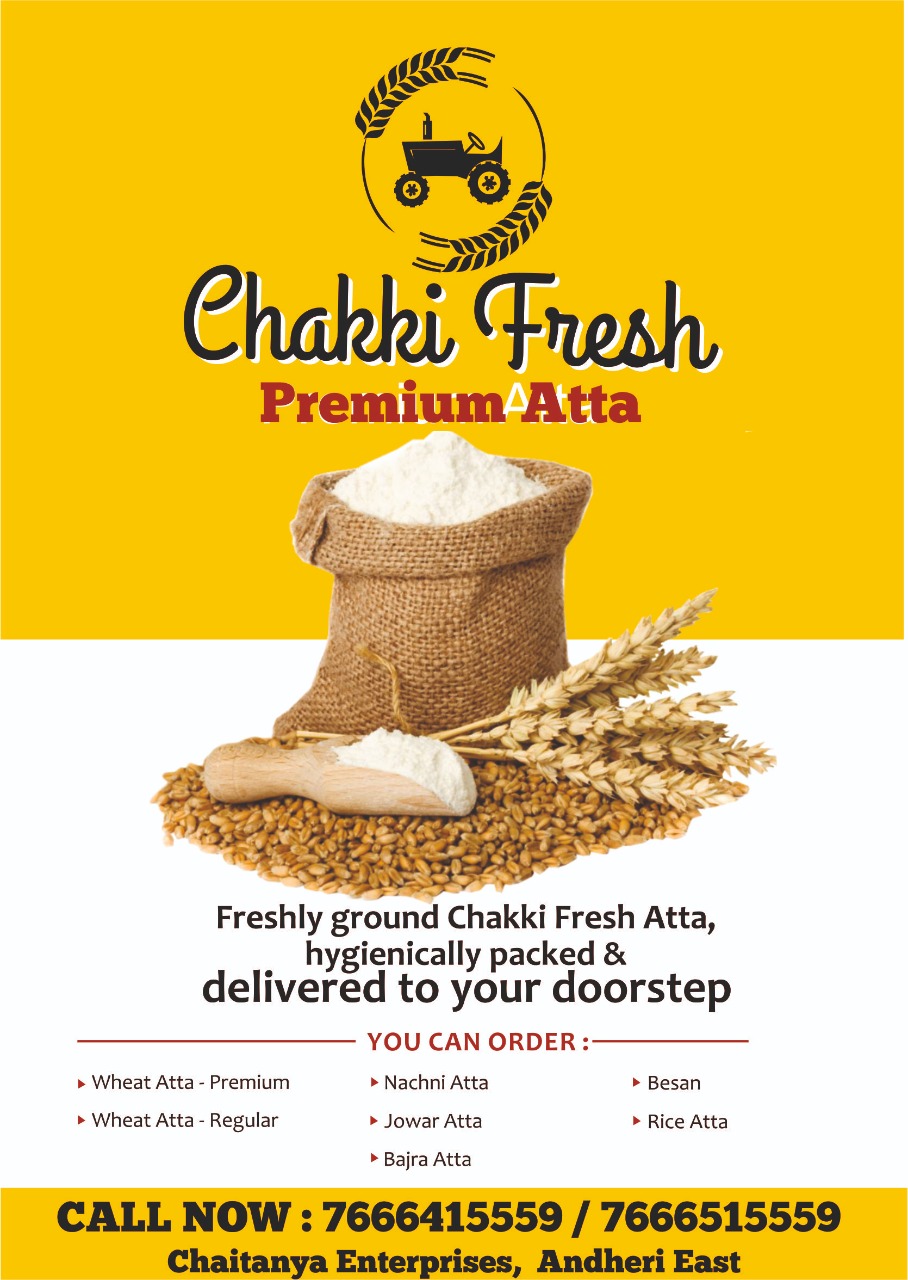 Chakki Fresh
Premium Atta
Freshly ground Chakki Fresh Atta,
hygienically packed &
delivered to your doorstep
YOU CAN ORDER :
Wheat Atta - Premium
Wheat Atta - Regular
Nachni Atta
Jowar Atta
Bajra Atta
Besan
Rice Atta
CALL NOW : 7666415559 / 7666515559
Chaitanya Enterprises, Andheri East